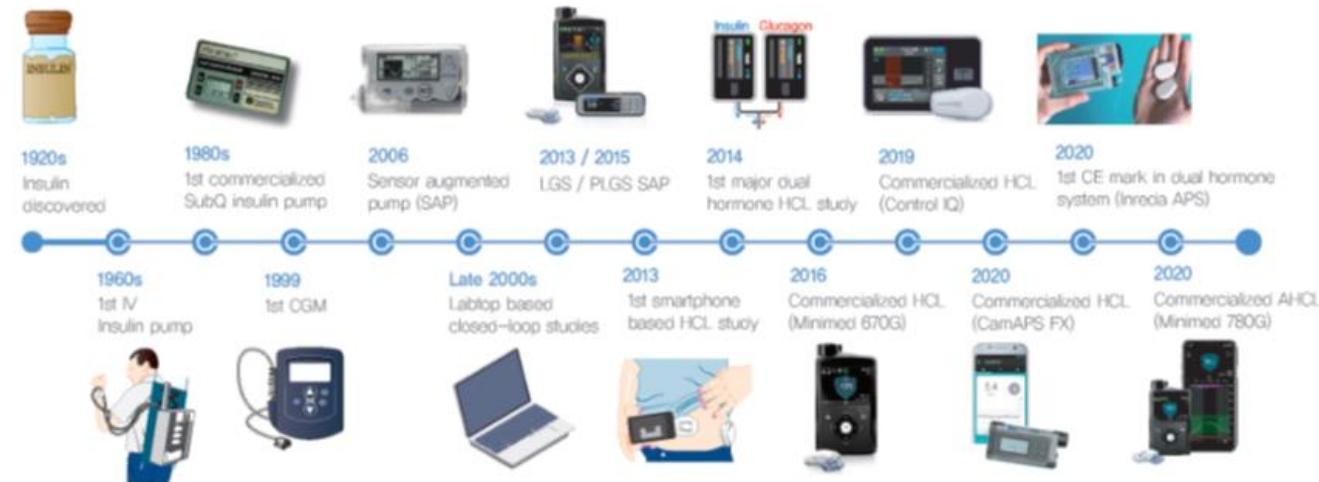 INSULIN
Insulin
Glucagon
1920s
Insulin
discovered
1980s
1st commercialized
SubQ insulin pump
2006
Sensor augmented
pump (SAP)
2013 / 2015
LGS / PLGS SAP
2014
1st major dual
hormone HCL study
2019
Commercialized HCL
(Control IQ)
2020
1st CE mark in dual hormone
system (Inrecia APS)
1960s
1st IV
Insulin pump
1999
1st CGM
Late 2000s
Labtop based
closed-loop studies
2013
1st smartphone
based HCL study
2016
Commercialized HCL
(Minimed 670G)
2020
Commercialized HCL
(CamAPS FX)
2020
Commercialized AHCL
(Minimed 780G)